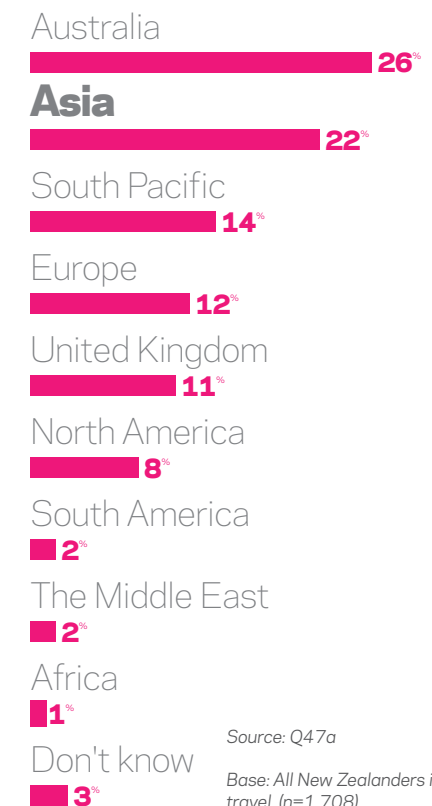 Australia
26%
Asia
22%
South Pacific
14%
Europe
12%
United Kingdom
11%
North America
8%
South America
2%
The Middle East
2%
Africa
1%
Don't know
3%
Source: Q47a
Base: All New Zealanders
travel (n=1,708)